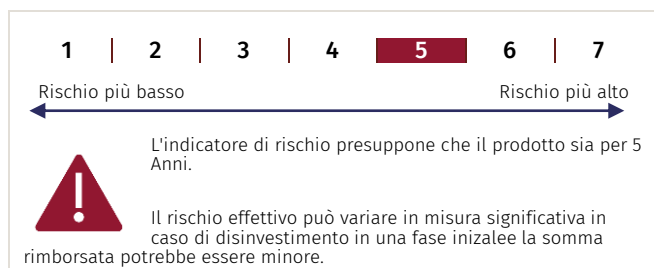 1 | 2 | 3 | 4 | 5 | 6 | 7
Rischio più basso Rischio più alto
L'indicatore di rischio presuppone che il prodotto sia per 5
Anni.
Il rischio effettivo può variare in misura significativa in
caso di disinvestimento in una fase inizalee la somma
rimborsata potrebbe essere minore.